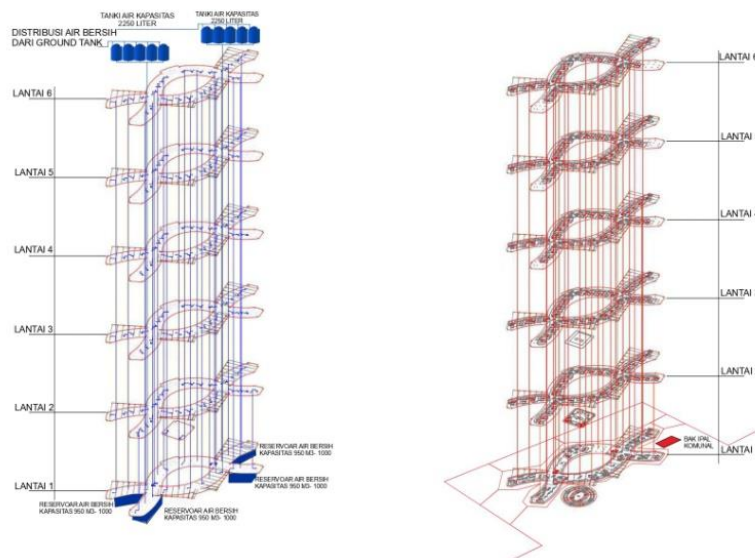 TANKI AIR KAPASITAS
2250 LITER
TANKI AIR KAPASITAS
2250 LITER
DISTRIBUSI AIR BERSIH
DARI GROUND TANK
LANTAI 6
LANTAI 5
LANTAI 4
LANTAI 3
LANTAI 2
LANTAI 1
RESERVOAR AIR BERSIH
KAPASITAS 950 M3- 1000
RESERVOAR AIR BERSIH
KAPASITAS 950 M3- 1000
RESERVOAR AIR BERSIH
KAPASITAS 950 M3- 1000
RESERVOAR AIR BERSIH
KAPASITAS 950 M3- 1000
LANTAI 6
LANTAI
LANTAI
LANTAI
LANTAI
BAK IPAL
KOMUNAL
LANTAI